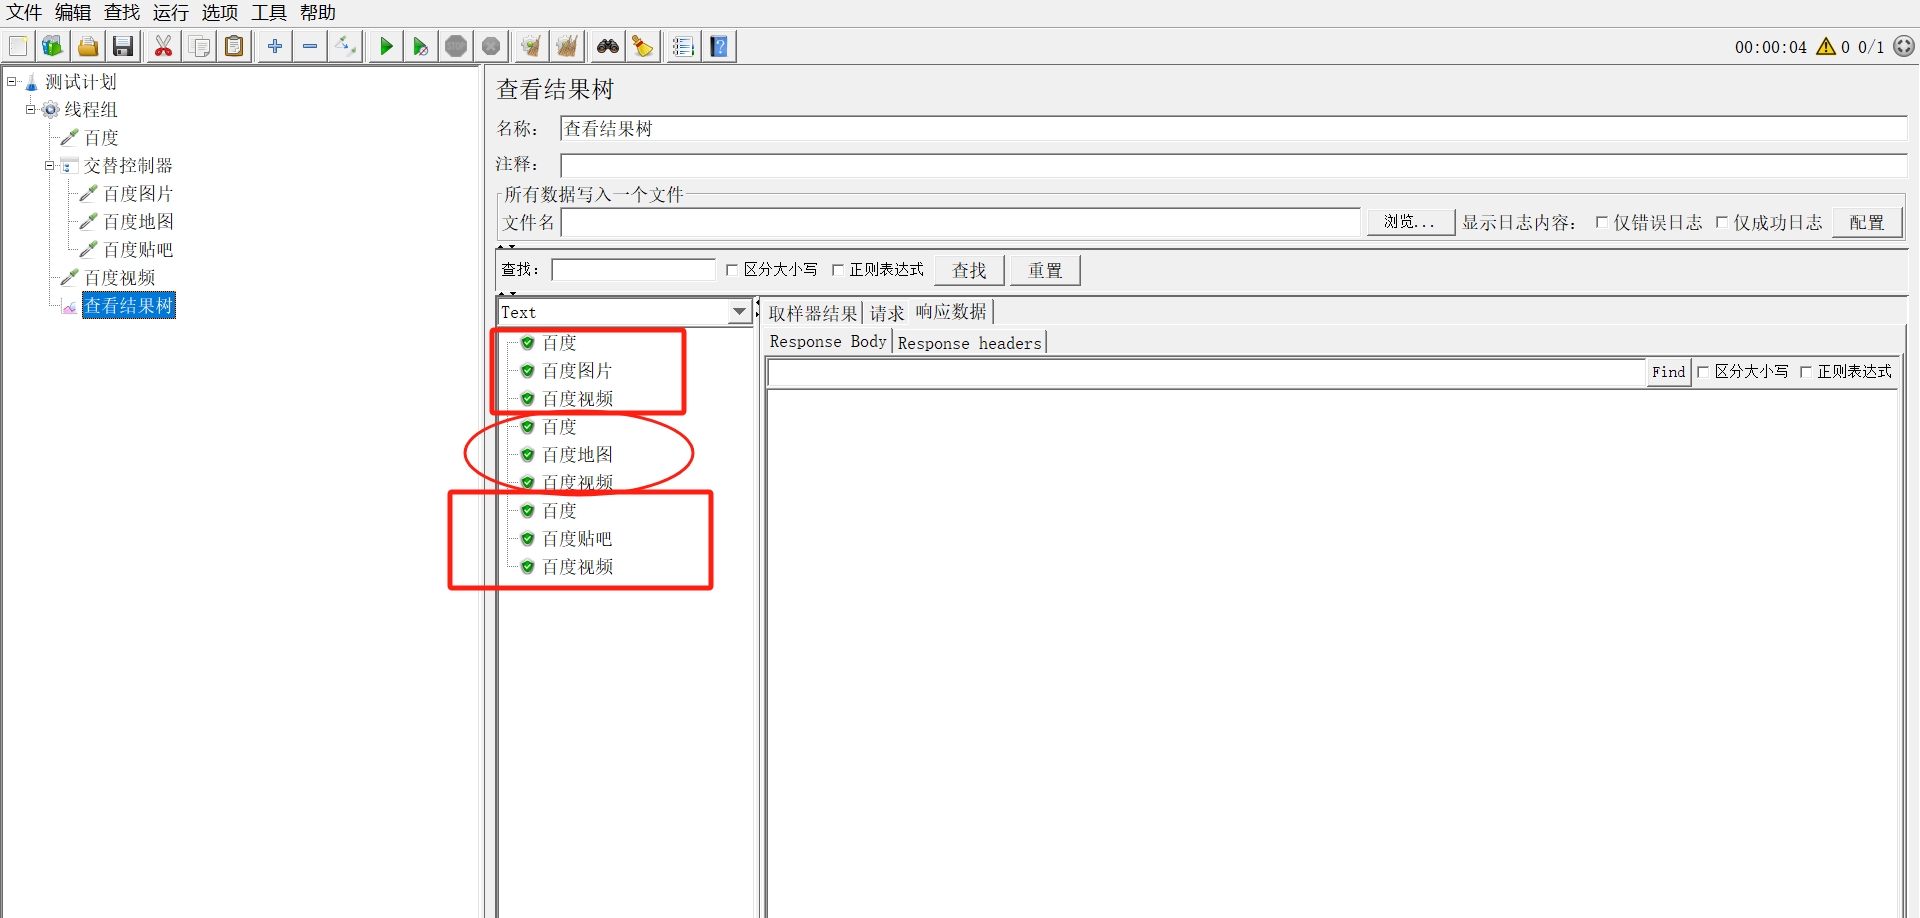 文件 编辑 查找 运行 选项 工具 帮助
STOP
00:00:04 0 0/1
测试计划
线程组
百度
交替控制器
百度图片
百度地图
百度贴吧
百度视频
查看结果树
查看结果树
名称： 查看结果树
注释：
所有数据写入一个文件
文件名 浏览... 显示日志内容： 仅错误日志 仅成功日志 配置
查找： 区分大小写 正则表达式 查找 重置
Text
百度
百度图片
百度视频
百度
百度地图
百度视频
百度
百度贴吧
百度视频
取样器结果 请求 响应数据
Response Body Response headers
Find 区分大小写 正则表达式